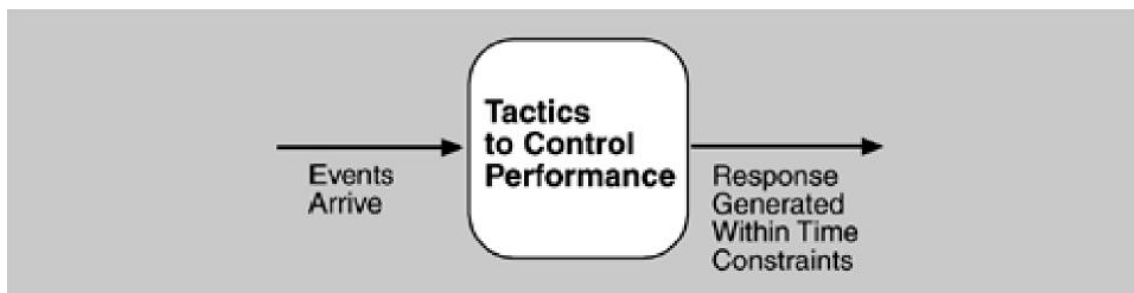 Events
Arrive
Tactics
to Control
Performance
Response
Generated
Within Time
Constraints